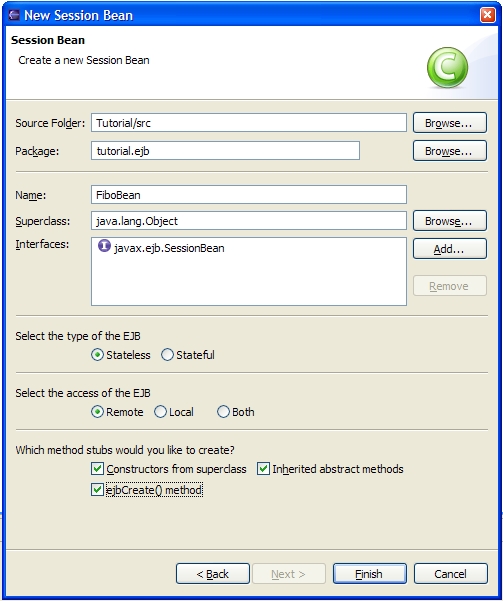 New Session Bean
Session Bean
Create a new Session Bean
C
Source Folder: Tutorial/src Browse...
Package: tutorial.ejb Browse...
Name: FiboBean
Superclass: java.lang.Object Browse...
Interfaces: I javax.ejb.SessionBean Add...
Remove
Select the type of the EJB
Stateless Stateful
Select the access of the EJB
Remote Local Both
Which method stubs would you like to create?
Constructors from superclass Inherited abstract methods
ejbCreate() method
< Back Next > Finish Cancel